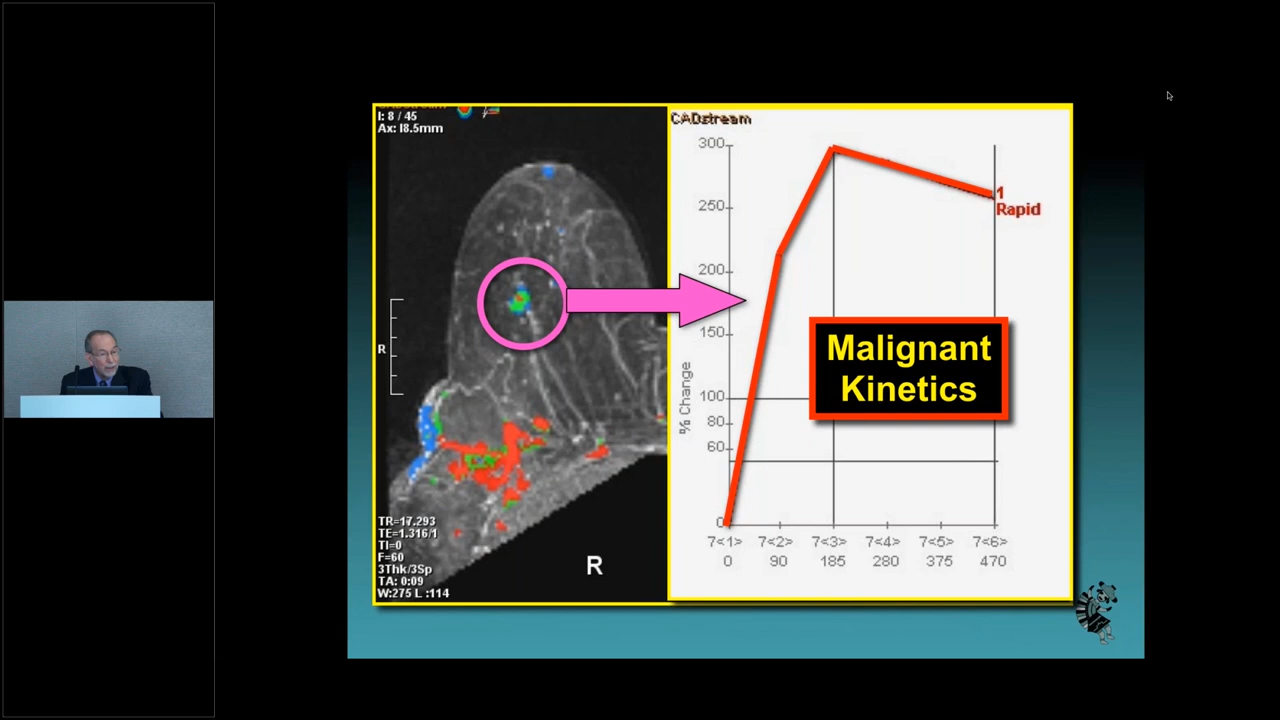 I: 8 / 45
Ax: I8.5mm
R
TR=17.293
TE=1.316/1
TI=0
F=60
3Thk/3Sp
TA: 0:09
W:275 L :114
R
CADstream
300
250
200
150
100
80
60
0
% Change
1
Rapid
Malignant
Kinetics
7<1> 7<2> 7<3> 7<4> 7<5> 7<6>
0 90 185 280 375 470